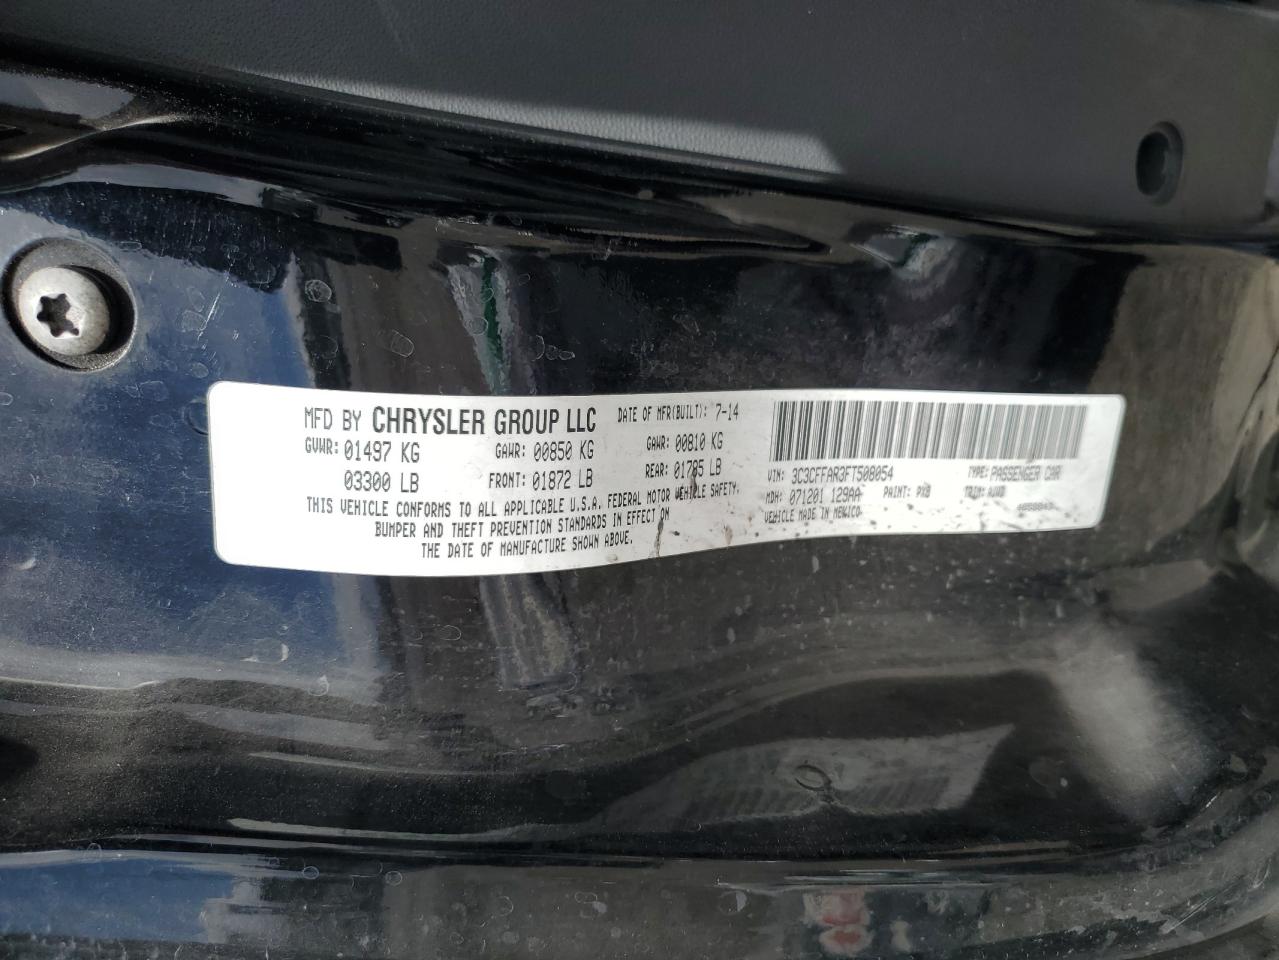 MFD BY CHRYSLER GROUP LLC DATE OF MFR(BUILT): 7-14
GVWR: 01497 KG GAWR: 00850 KG GAWR: 00810 KG
03300 LB FRONT: 01872 LB REAR: 01785 LB
THIS VEHICLE CONFORMS TO ALL APPLICABLE U.S.A. FEDERAL MOTOR VEHICLE SAFETY,
BUMPER AND THEFT PREVENTION STANDARDS IN EFFECT ON
THE DATE OF MANUFACTURE SHOWN ABOVE.
VIN: 3C3CFFAR3FT508054 TYPE: PASSENGER CAR
MDH: 071201 129AA PAINT: PXB TRIM:
VEHICLE MADE IN MEXICO